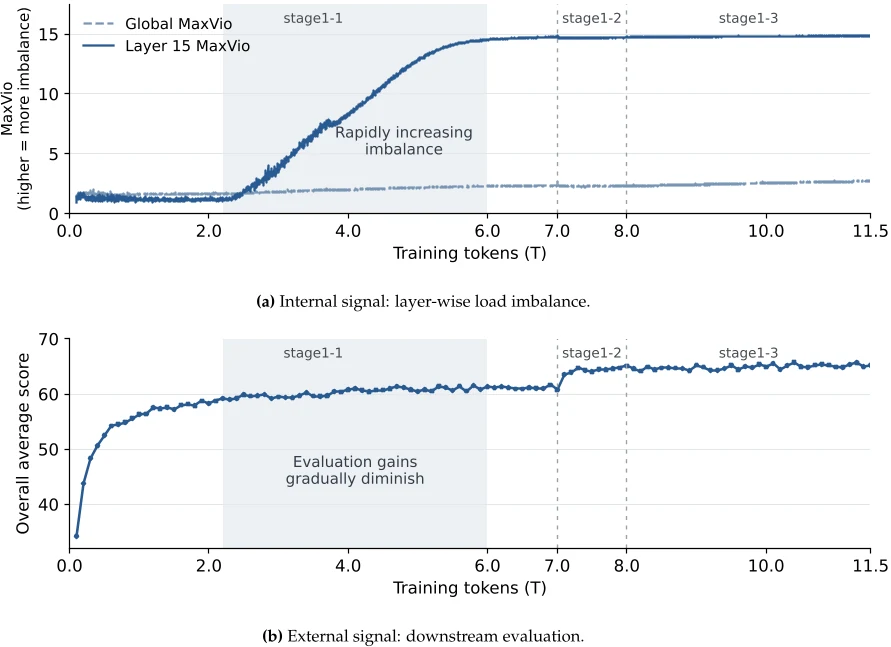 MaxVio
(higher = more imbalance)
15
10
5
0
Global MaxVio
Layer 15 MaxVio
stage1-1
stage1-2
stage1-3
Rapidly increasing
imbalance
0.0 2.0 4.0 6.0 7.0 8.0 10.0 11.5
Training tokens (T)
(a) Internal signal: layer-wise load imbalance.
Overall average score
70
60
50
40
stage1-1
stage1-2
stage1-3
Evaluation gains
gradually diminish
0.0 2.0 4.0 6.0 7.0 8.0 10.0 11.5
Training tokens (T)
(b) External signal: downstream evaluation.